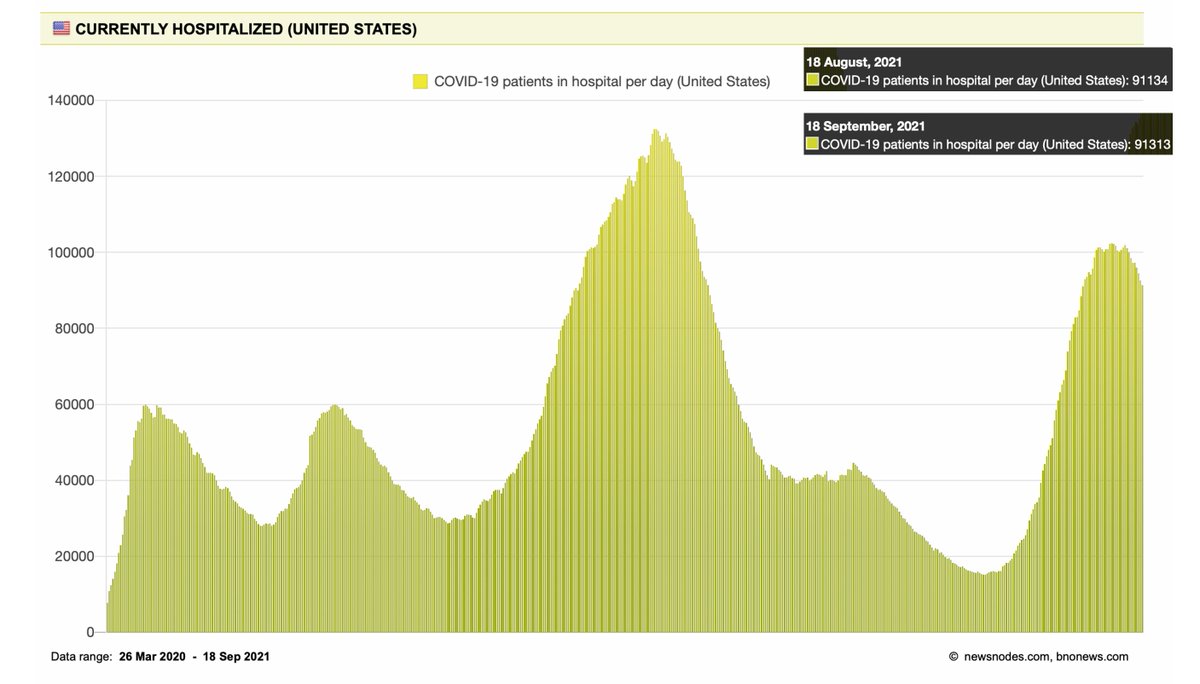 CURRENTLY HOSPITALIZED (UNITED STATES)
18 August, 2021
COVID-19 patients in hospital per day (United States): 91134
COVID-19 patients in hospital per day (United States)
18 September, 2021
COVID-19 patients in hospital per day (United States): 91313
140000
120000
100000
80000
60000
40000
20000
0
Data range: 26 Mar 2020 - 18 Sep 2021
© newsnodes.com, bnonews.com